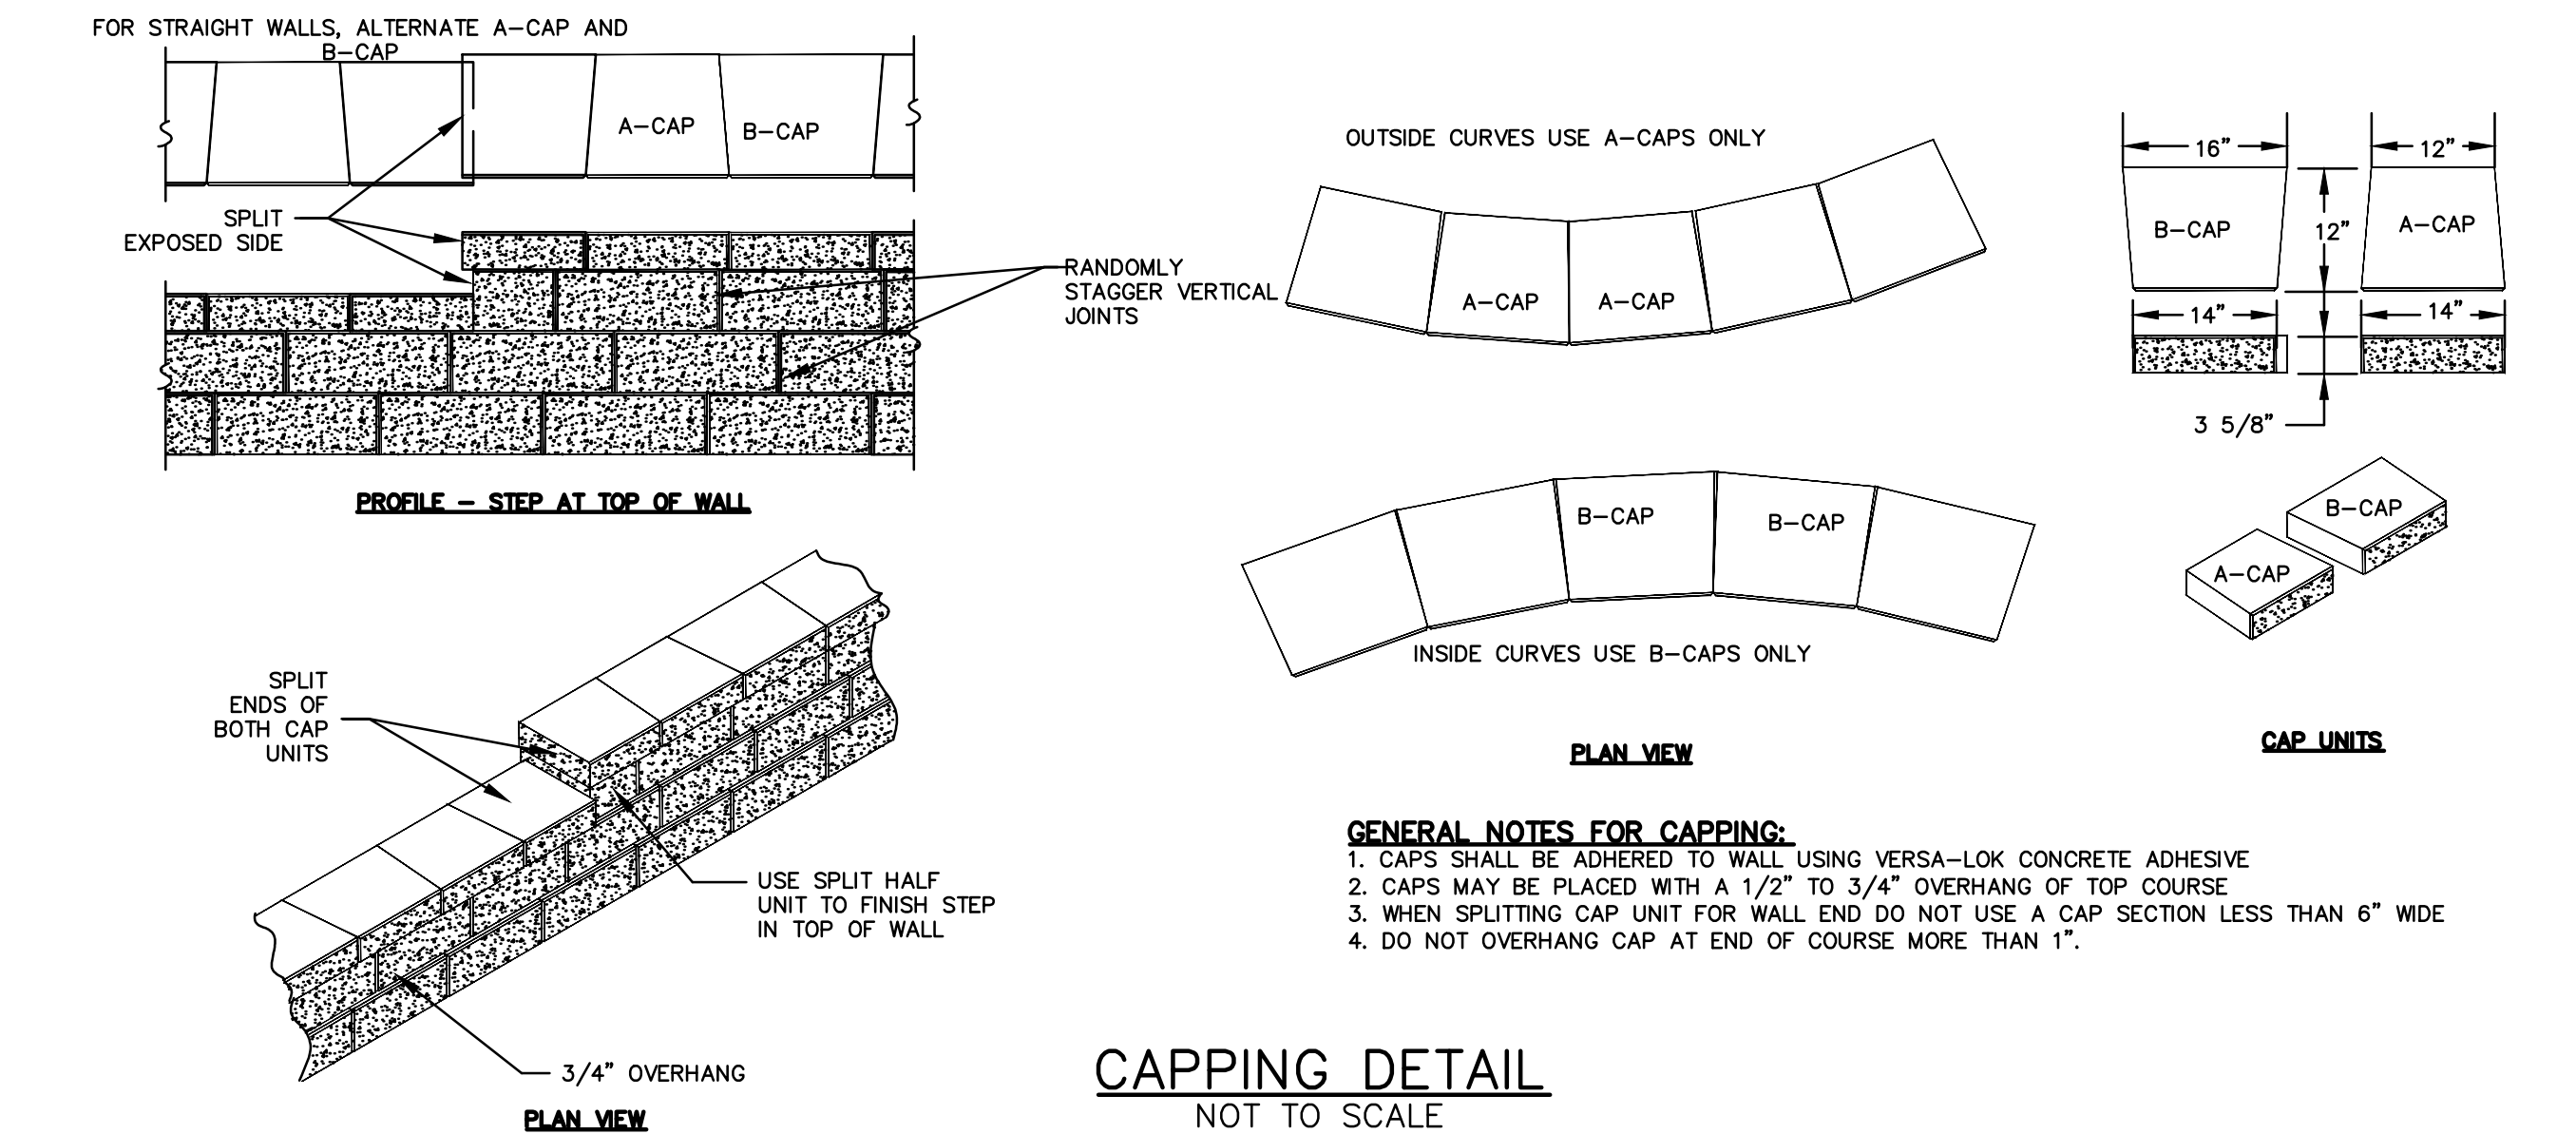 FOR STRAIGHT WALLS, ALTERNATE A-CAP AND
B-CAP
A-CAP
B-CAP
SPLIT
EXPOSED SIDE
RANDOMLY
STAGGER VERTICAL
JOINTS
PROFILE - STEP AT TOP OF WALL
SPLIT
ENDS OF
BOTH CAP
UNITS
USE SPLIT HALF
UNIT TO FINISH STEP
IN TOP OF WALL
3/4" OVERHANG
PLAN VIEW
OUTSIDE CURVES USE A-CAPS ONLY
A-CAP
A-CAP
B-CAP
B-CAP
INSIDE CURVES USE B-CAPS ONLY
PLAN VIEW
16"
12"
B-CAP
12"
A-CAP
14"
14"
3 5/8"
B-CAP
A-CAP
CAP UNITS
GENERAL NOTES FOR CAPPING:
1. CAPS SHALL BE ADHERED TO WALL USING VERSA-LOK CONCRETE ADHESIVE
2. CAPS MAY BE PLACED WITH A 1/2" TO 3/4" OVERHANG OF TOP COURSE
3. WHEN SPLITTING CAP UNIT FOR WALL END DO NOT USE A CAP SECTION LESS THAN 6" WIDE
4. DO NOT OVERHANG CAP AT END OF COURSE MORE THAN 1".
CAPPING DETAIL
NOT TO SCALE